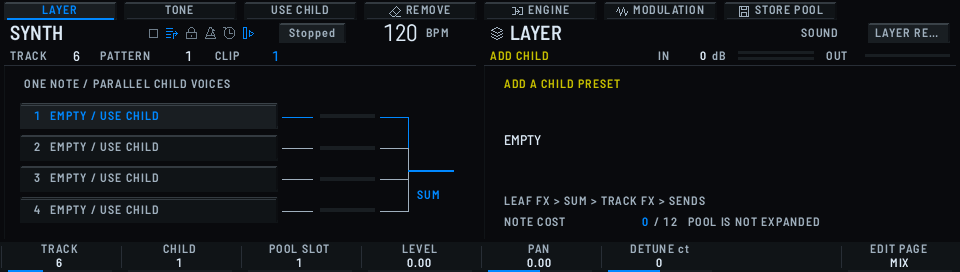 LAYER TONE USE CHILD REMOVE ENGINE MODULATION STORE POOL
SYNTH Stopped 120 BPM LAYER SOUND LAYER RE...
TRACK 6 PATTERN 1 CLIP 1 ADD CHILD IN 0 dB OUT
ONE NOTE / PARALLEL CHILD VOICES
ADD A CHILD PRESET
1 EMPTY / USE CHILD
2 EMPTY / USE CHILD
3 EMPTY / USE CHILD
4 EMPTY / USE CHILD
SUM
EMPTY
LEAF FX > SUM > TRACK FX > SENDS
NOTE COST 0 / 12 POOL IS NOT EXPANDED
TRACK CHILD POOL SLOT LEVEL PAN DETUNE ct EDIT PAGE
6 1 1 0.00 0.00 0 MIX